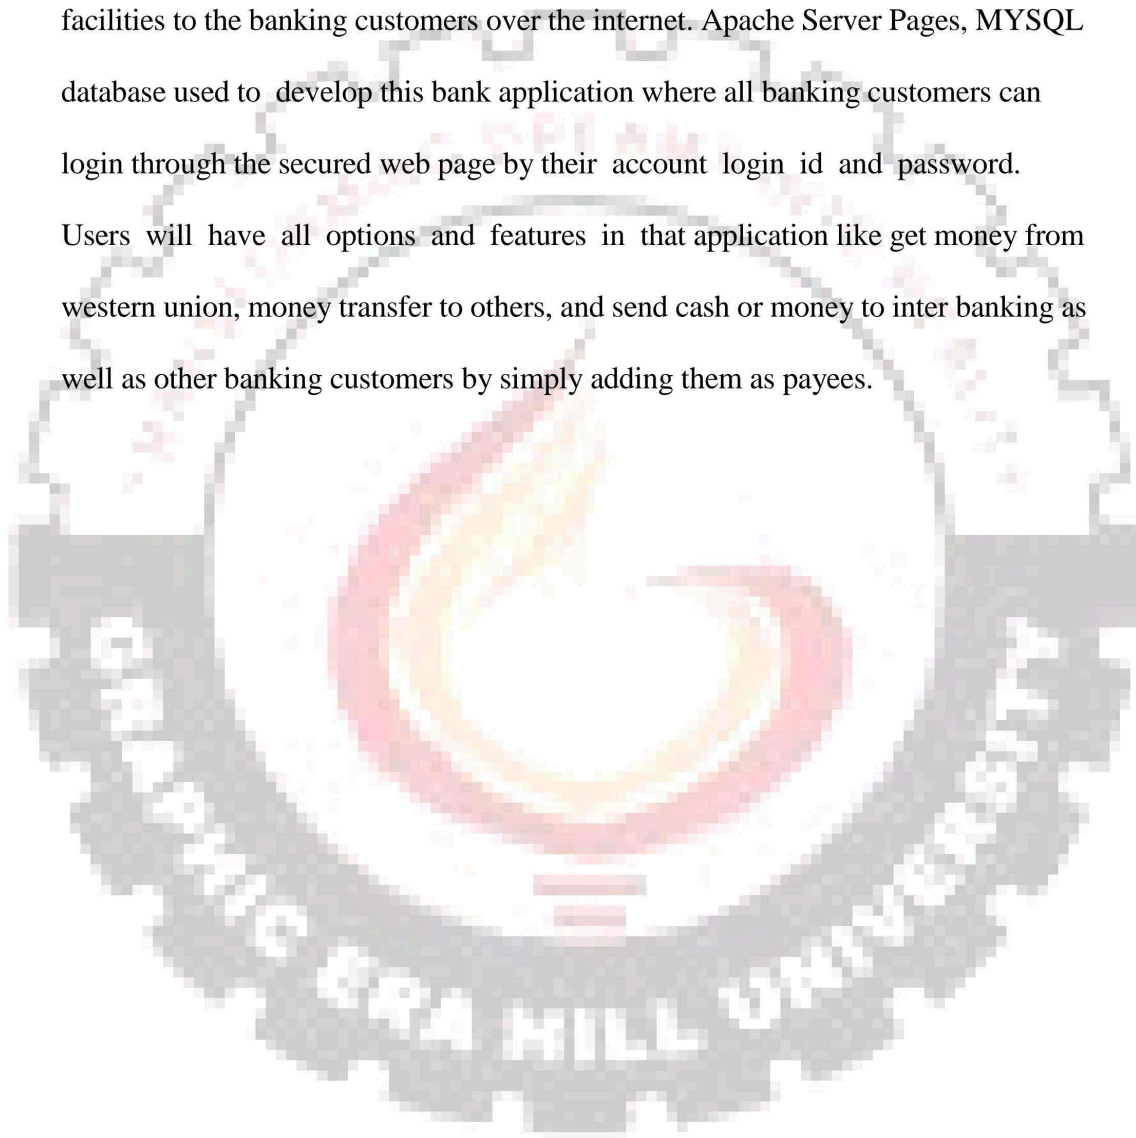 facilities to the banking customers over the internet. Apache Server Pages, MYSQL
database used to develop this bank application where all banking customers can
login through the secured web page by their account login id and password.
Users will have all options and features in that application like get money from
western union, money transfer to others, and send cash or money to inter banking as
well as other banking customers by simply adding them as payees.
GRAPHIC ERA HILL UNIVERSITY